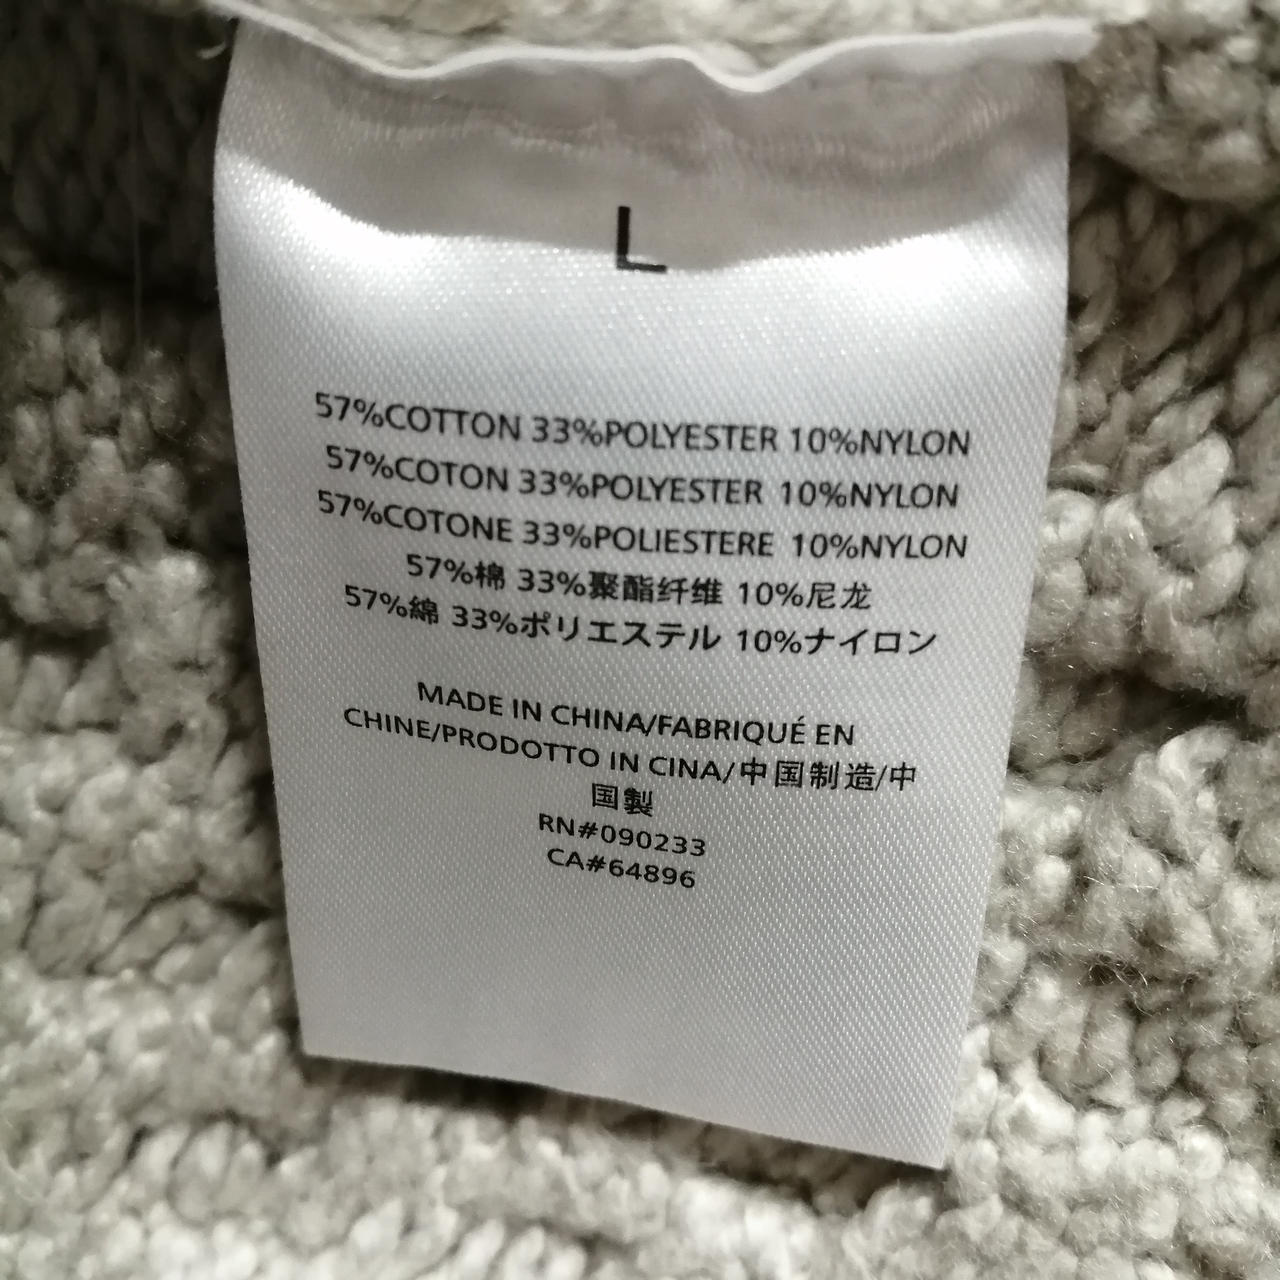 L
57%COTTON 33%POLYESTER 10%NYLON
57%COTON 33%POLYESTER 10%NYLON
57%COTONE 33%POLIESTERE 10%NYLON
57%棉 33%聚酯纤维 10%尼龙
57%綿 33%ポリエステル 10%ナイロン
MADE IN CHINA/FABRIQUÉ EN
CHINE/PRODOTTO IN CINA/中国制造/中
国製
RN#090233
CA#64896